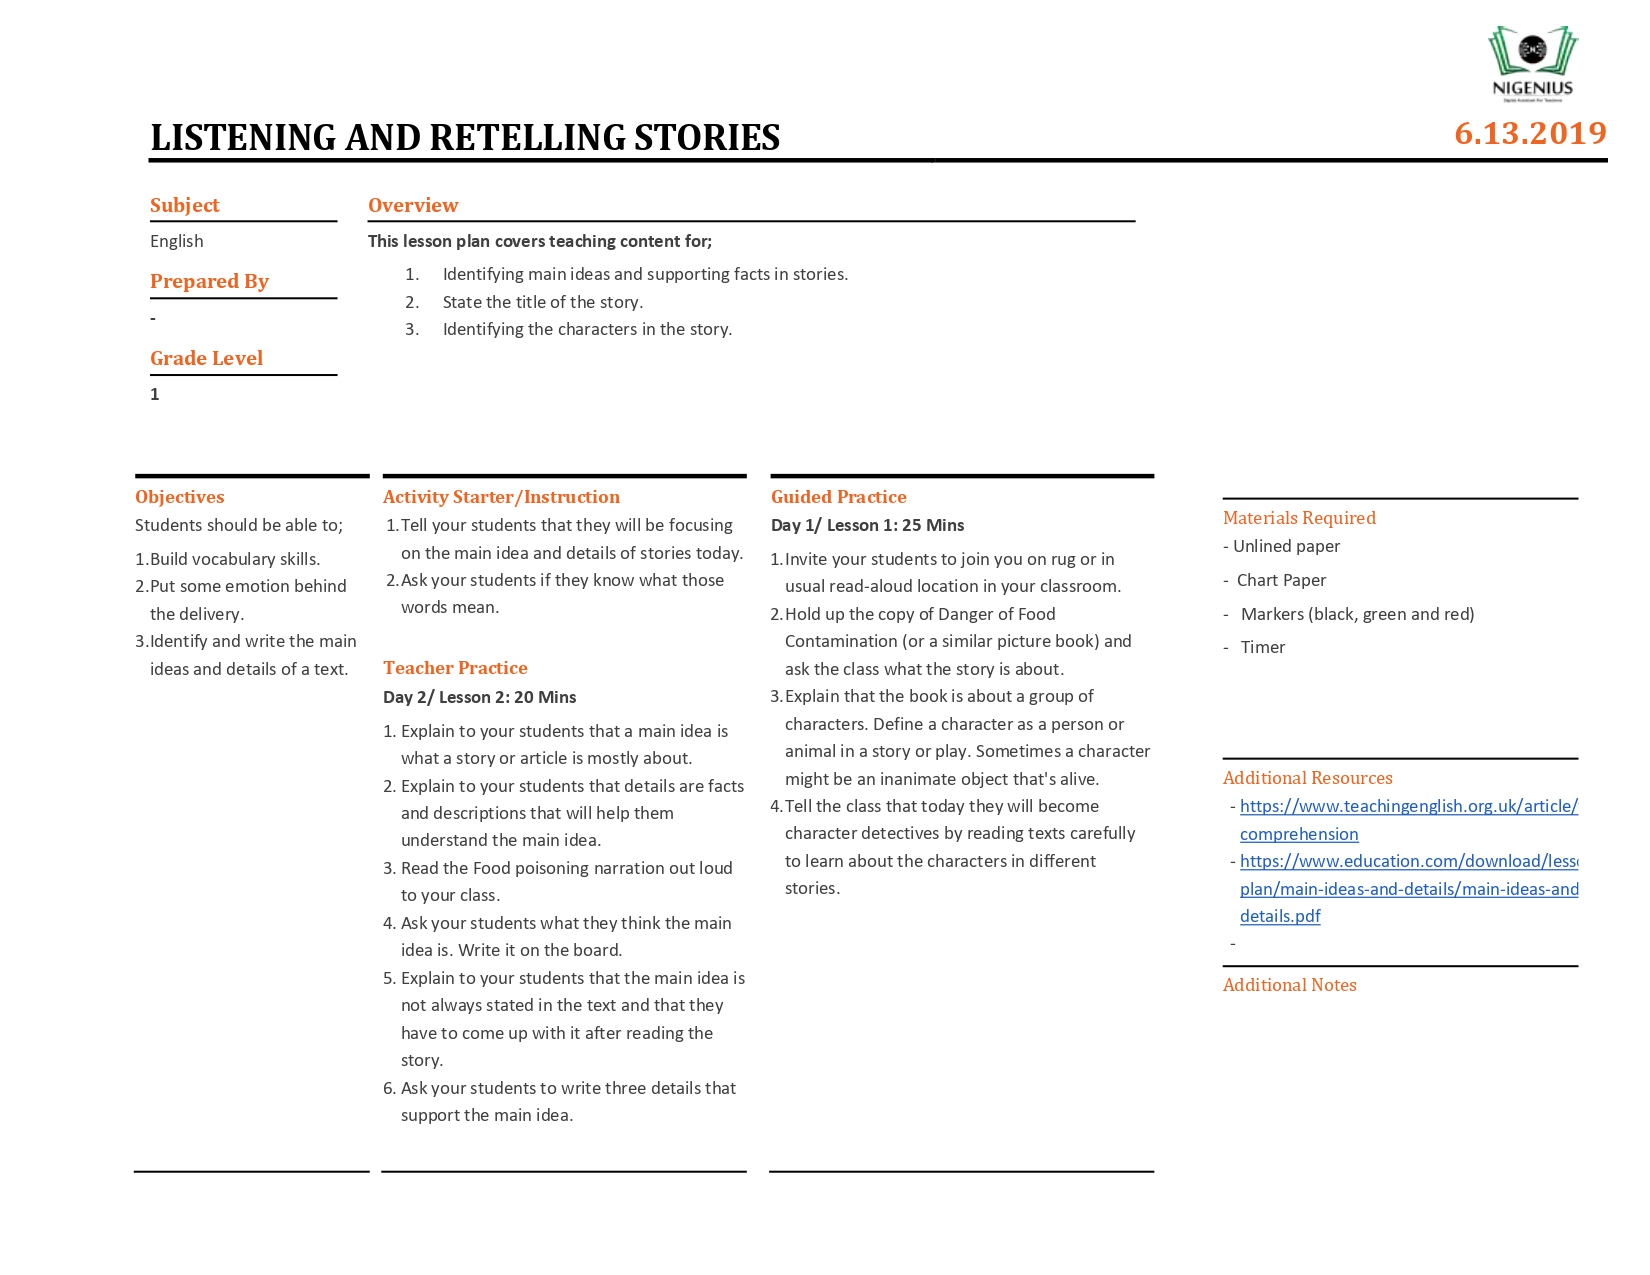 NIGENIUS
Digital Assistant For Teachers
LISTENING AND RETELLING STORIES
6.13.2019
Subject
English
Prepared By
-
Grade Level
1
Overview
This lesson plan covers teaching content for;
1. Identifying main ideas and supporting facts in stories.
2. State the title of the story.
3. Identifying the characters in the story.
Objectives
Students should be able to;
1.Build vocabulary skills.
2.Put some emotion behind
the delivery.
3.Identify and write the main
ideas and details of a text.
Activity Starter/Instruction
1.Tell your students that they will be focusing
on the main idea and details of stories today.
2.Ask your students if they know what those
words mean.
Teacher Practice
Day 2/ Lesson 2: 20 Mins
1. Explain to your students that a main idea is
what a story or article is mostly about.
2. Explain to your students that details are facts
and descriptions that will help them
understand the main idea.
3. Read the Food poisoning narration out loud
to your class.
4. Ask your students what they think the main
idea is. Write it on the board.
5. Explain to your students that the main idea is
not always stated in the text and that they
have to come up with it after reading the
story.
6. Ask your students to write three details that
support the main idea.
Guided Practice
Day 1/ Lesson 1: 25 Mins
1.Invite your students to join you on rug or in
usual read-aloud location in your classroom.
2.Hold up the copy of Danger of Food
Contamination (or a similar picture book) and
ask the class what the story is about.
3.Explain that the book is about a group of
characters. Define a character as a person or
animal in a story or play. Sometimes a character
might be an inanimate object that's alive.
4.Tell the class that today they will become
character detectives by reading texts carefully
to learn about the characters in different
stories.
Materials Required
- Unlined paper
- Chart Paper
- Markers (black, green and red)
- Timer
Additional Resources
- https://www.teachingenglish.org.uk/article/
comprehension
- https://www.education.com/download/less
plan/main-ideas-and-details/main-ideas-and
details.pdf
-
Additional Notes